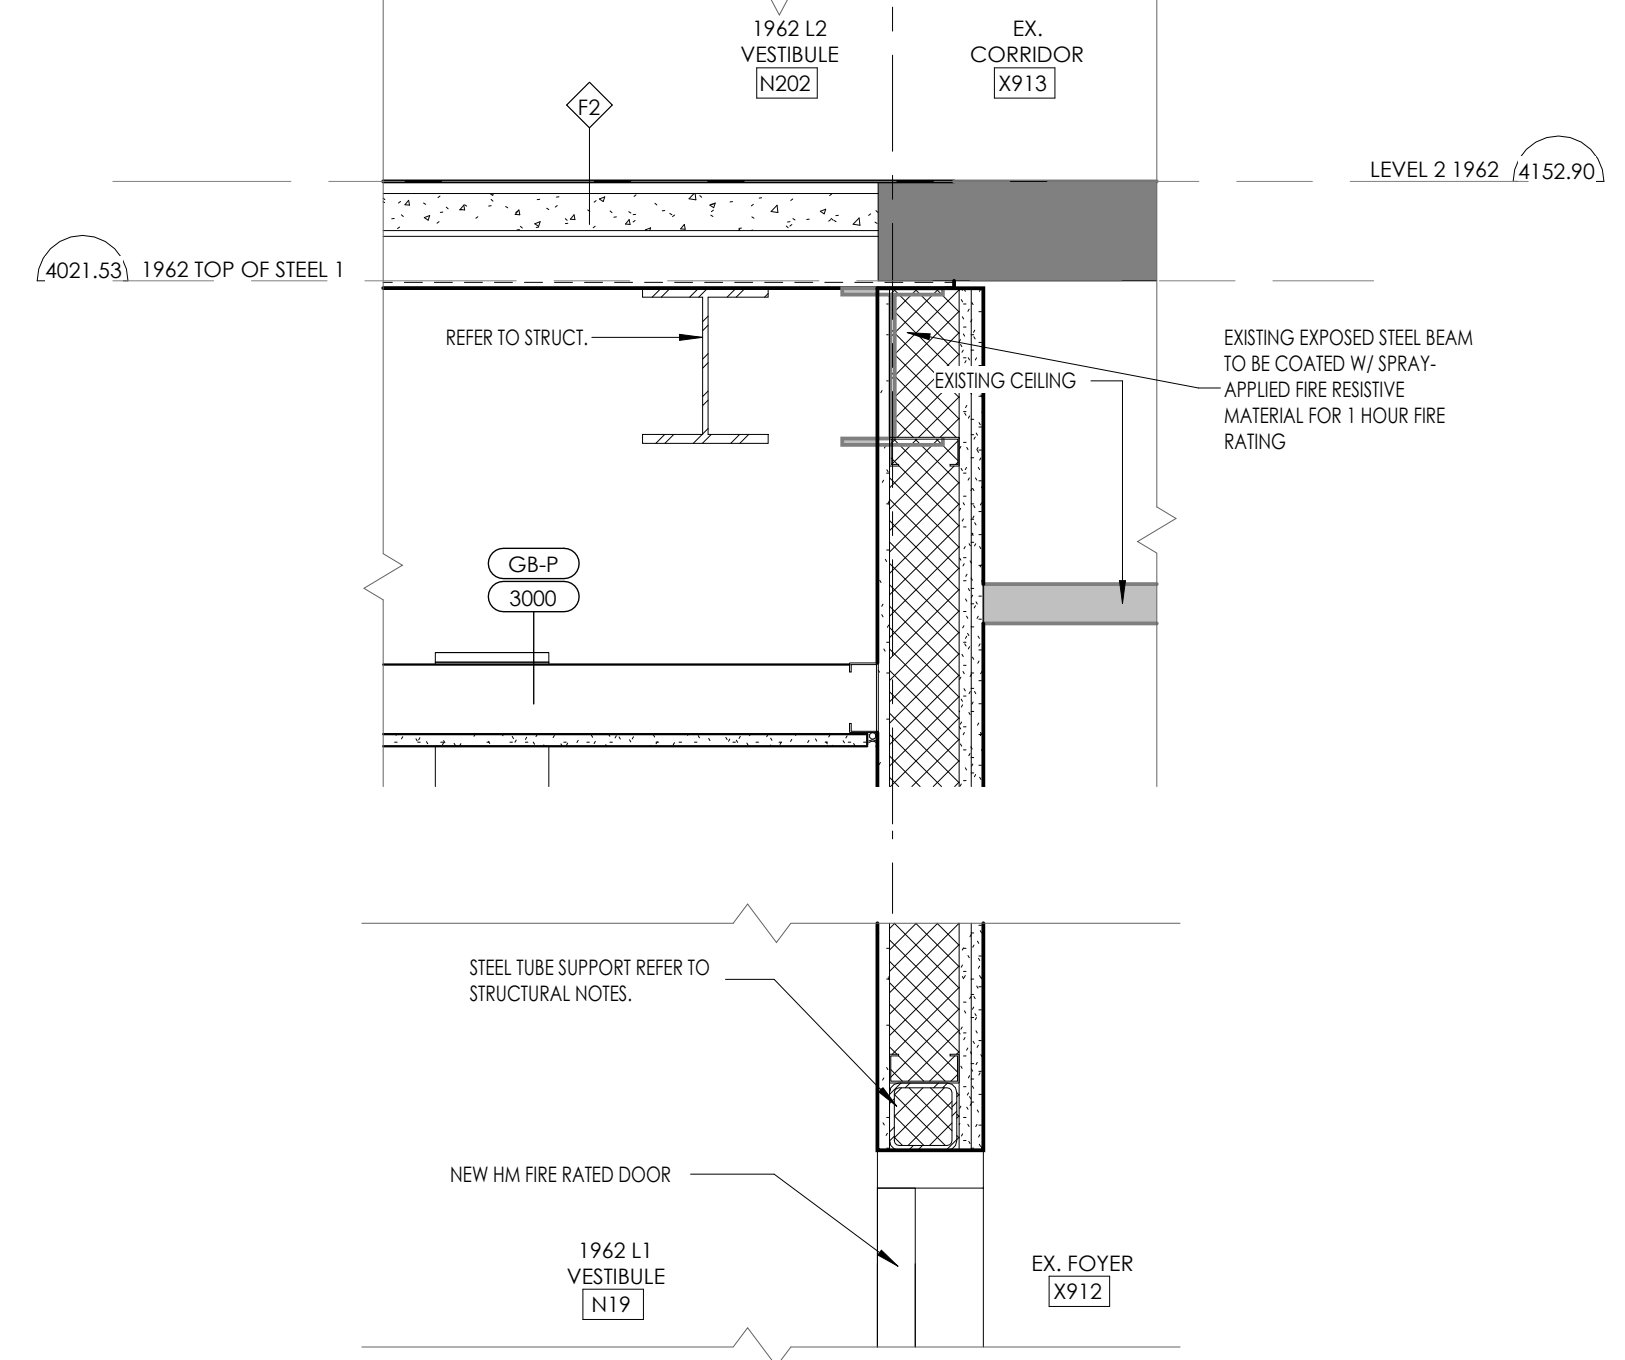 1962 L2
VESTIBULE
N202
EX.
CORRIDOR
X913
F2
LEVEL 2 1962
4152.90
4021.53
1962 TOP OF STEEL 1
REFER TO STRUCT.
EXISTING CEILING
EXISTING EXPOSED STEEL BEAM
TO BE COATED W/ SPRAY-
APPLIED FIRE RESISTIVE
MATERIAL FOR 1 HOUR FIRE
RATING
GB-P
3000
STEEL TUBE SUPPORT REFER TO
STRUCTURAL NOTES.
NEW HM FIRE RATED DOOR
1962 L1
VESTIBULE
N19
EX. FOYER
X912